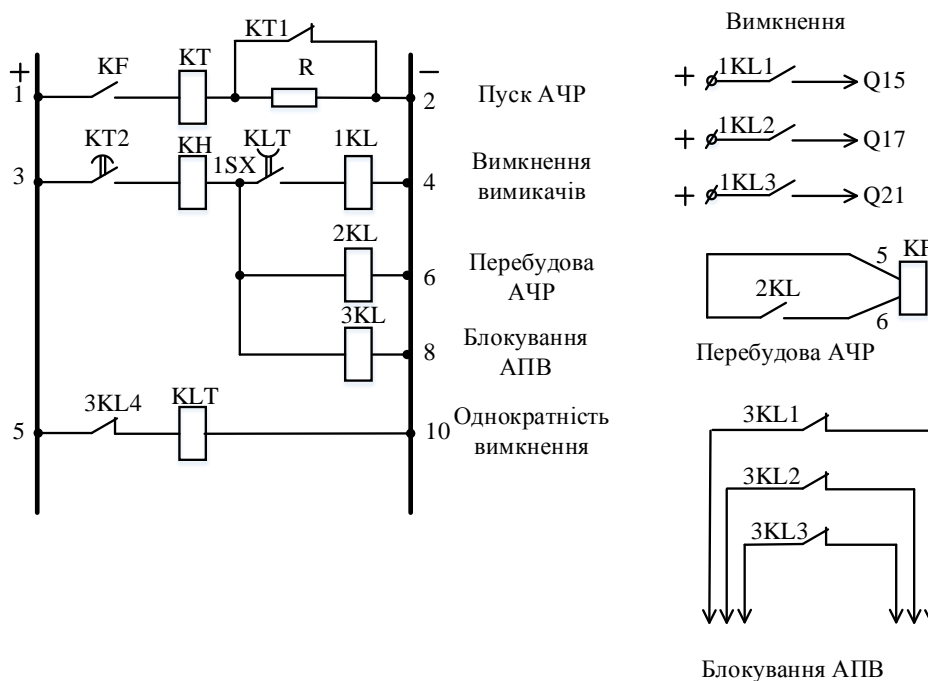 KT1
KT
R
KF
+
–
1
2
Пуск АЧР
KT2
KH
1SX
KLT
1KL
3
4
Вимкнення
вимикачів
2KL
6
Перебудова
АЧР
3KL
8
Блокування
АПВ
3KL4
KLT
5
10
Однократність
вимкнення
Вимкнення
+ 1KL1
Q15
+ 1KL2
Q17
+ 1KL3
Q21
5
KF
2KL
6
Перебудова АЧР
3KL1
3KL2
3KL3
Блокування АПВ